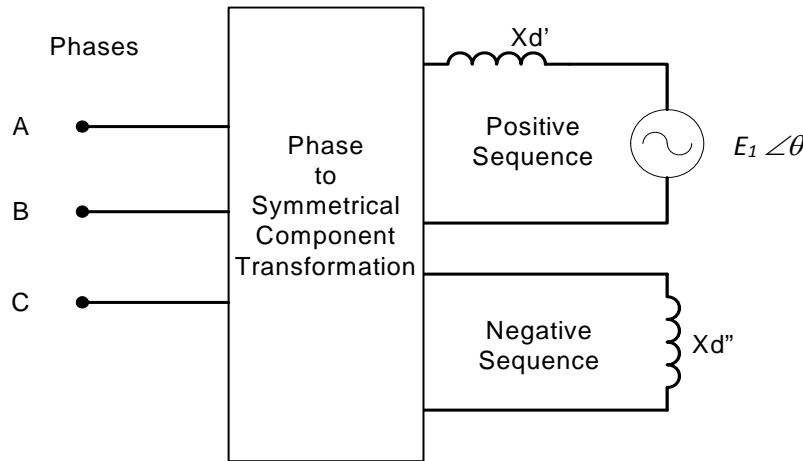 Phases
A
B
C
Phase
to
Symmetrical
Component
Transformation
Xd’
Positive
Sequence
E₁ ∠θ
Negative
Sequence
Xd”